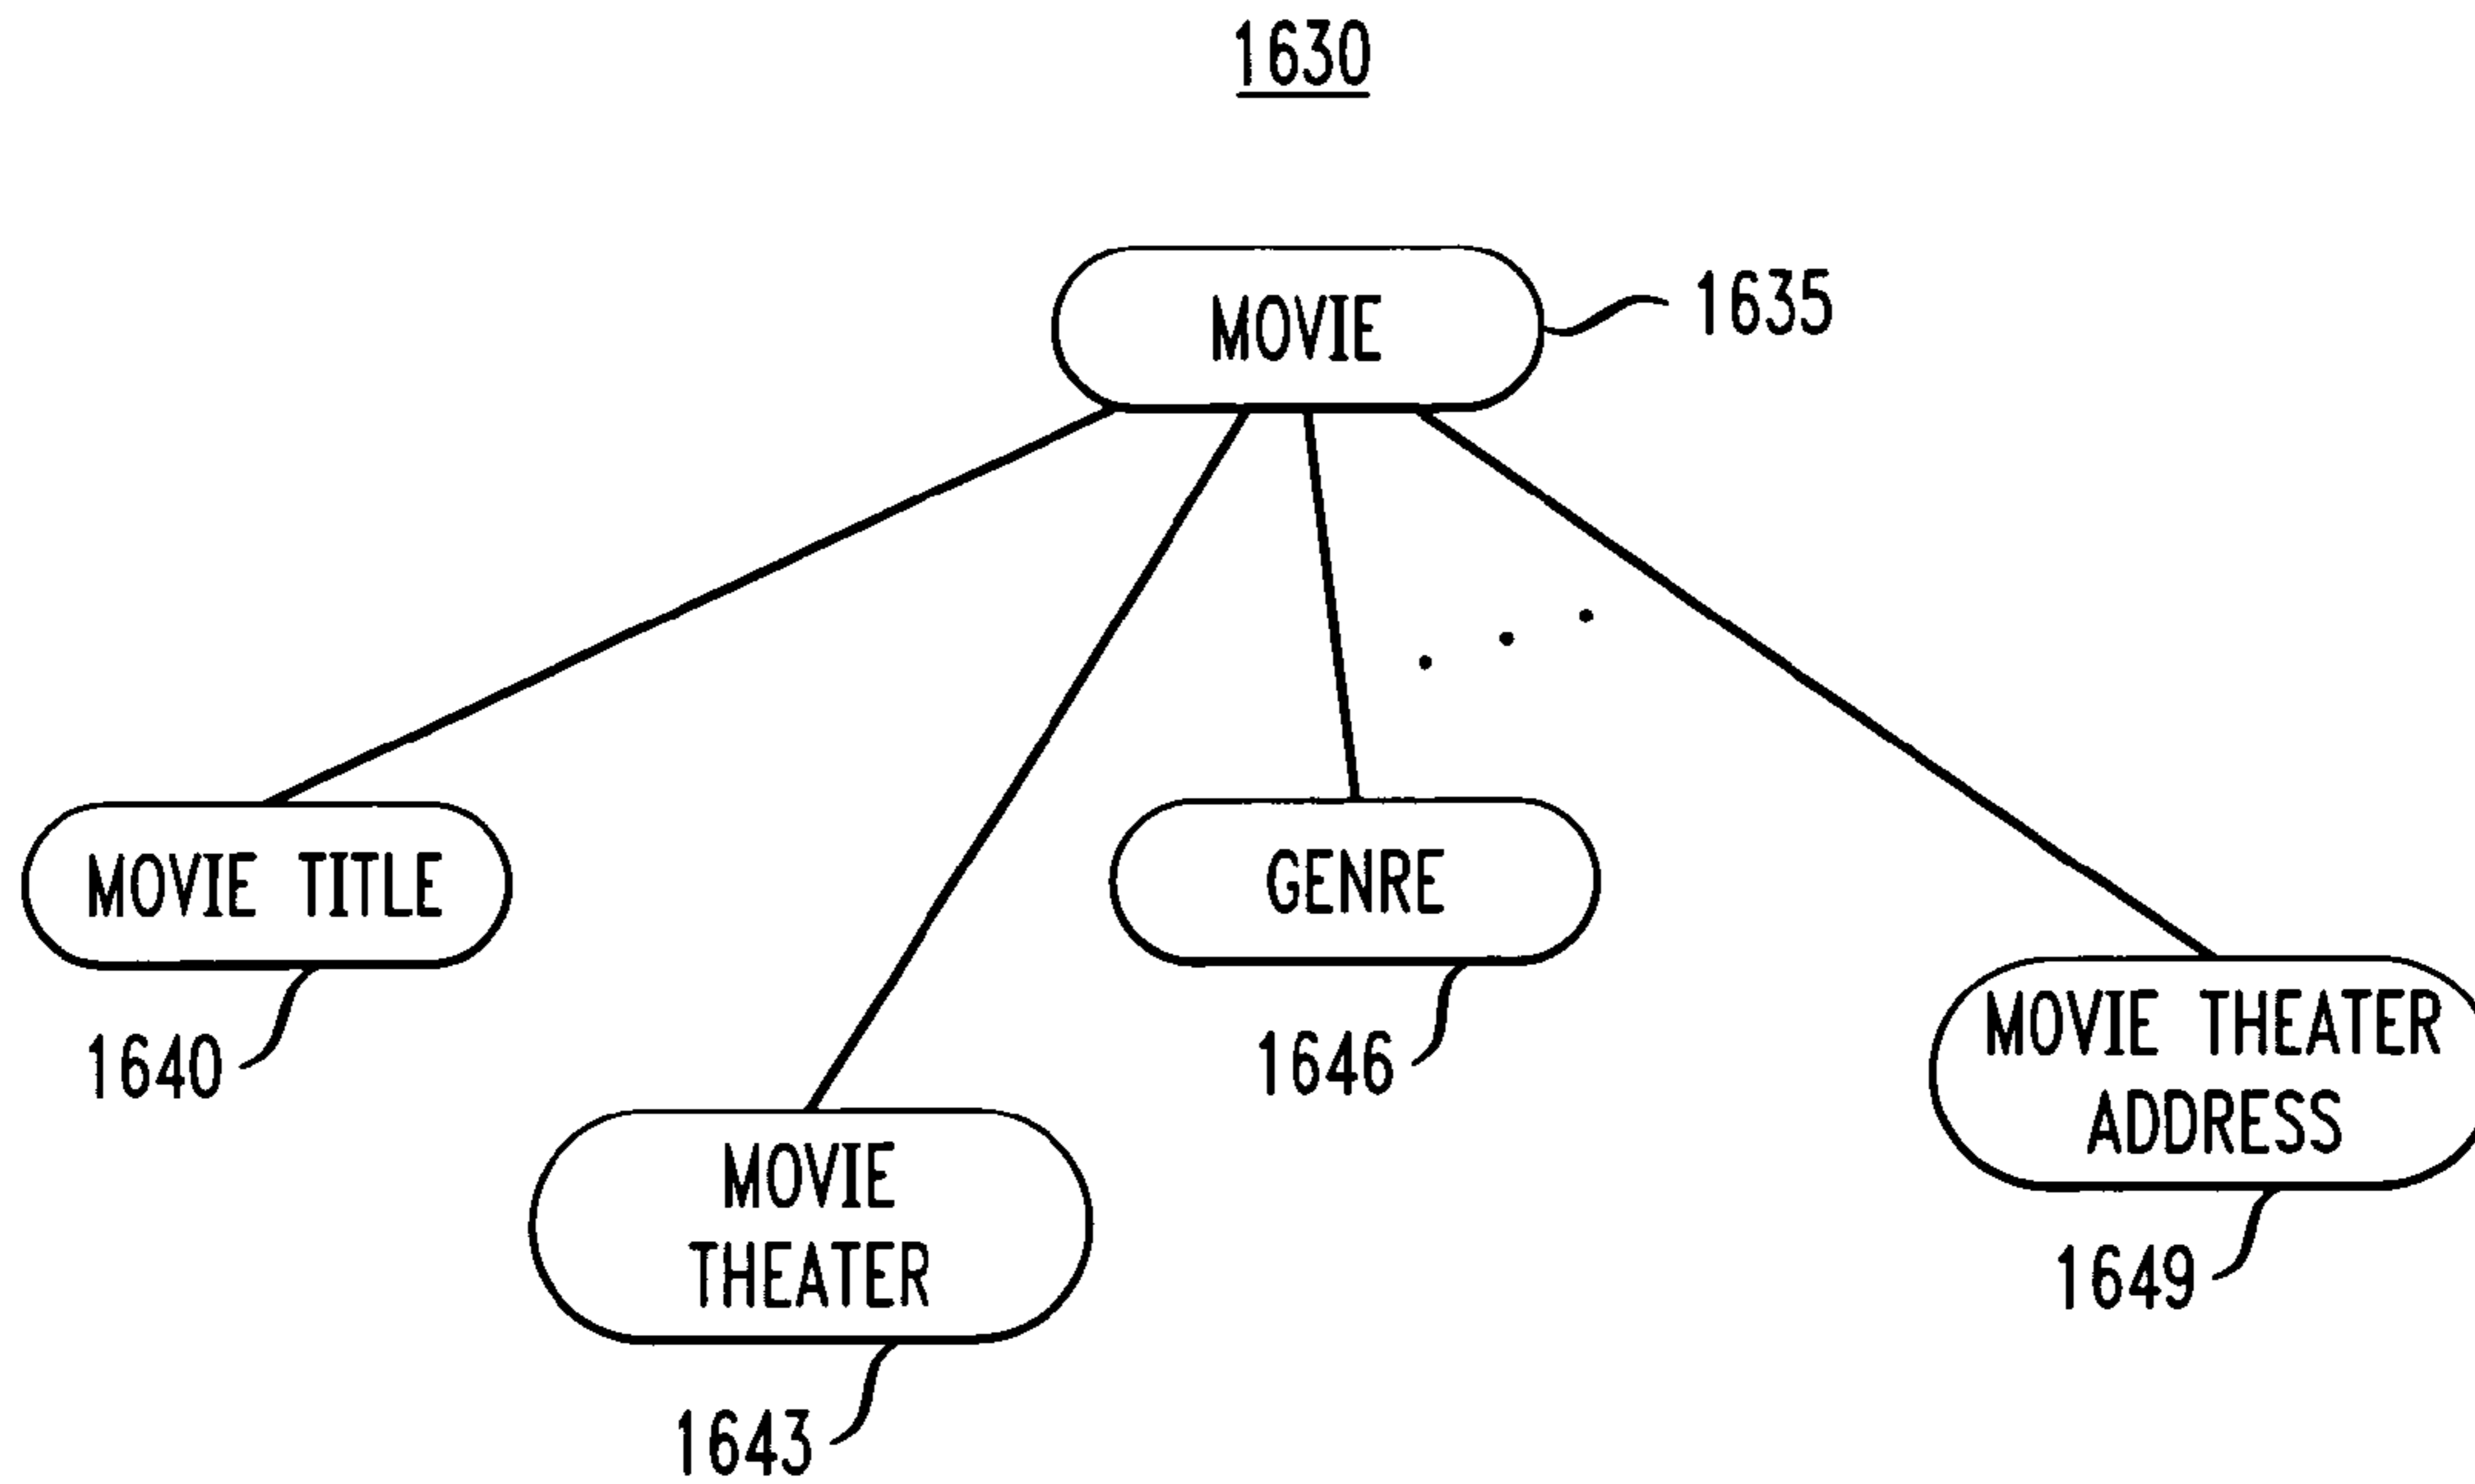 1630
MOVIE
1635
MOVIE TITLE
GENRE
MOVIE THEATER
ADDRESS
1640
1646
MOVIE
THEATER
1649
1643